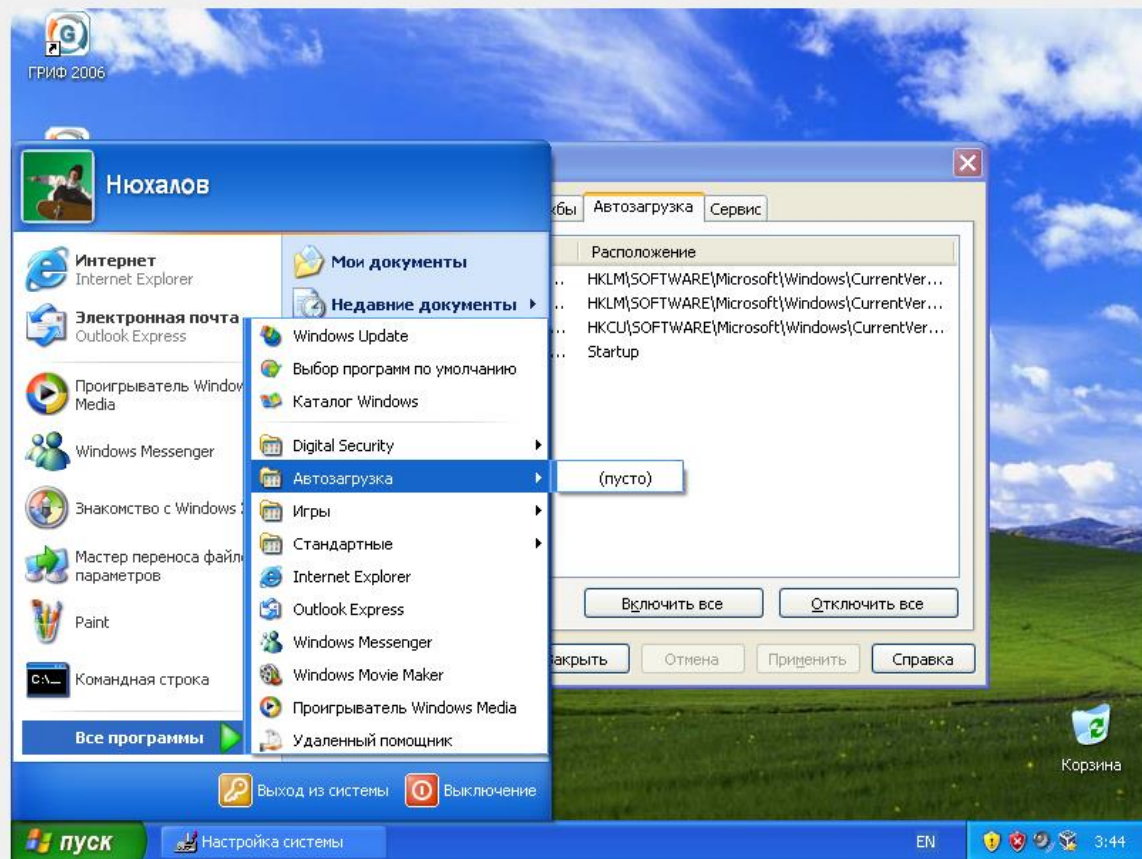 ГРИФ 2006
Нюхалов
Интернет
Internet Explorer
Электронная почта
Outlook Express
Проигрыватель Window
Media
Windows Messenger
Знакомство с Windows
Мастер переноса файл
параметров
Paint
Командная строка
Все программы
Мои документы
Недавние документы
Windows Update
Выбор программ по умолчанию
Каталог Windows
Digital Security
Автозагрузка
(пусто)
Игры
Стандартные
Internet Explorer
Outlook Express
Windows Messenger
Windows Movie Maker
Проигрыватель Windows Media
Удаленный помощник
Выход из системы
Выключение
жбы Автозагрузка Сервис
Расположение
.. HKLM\SOFTWARE\Microsoft\Windows\CurrentVer...
.. HKLM\SOFTWARE\Microsoft\Windows\CurrentVer...
... HKCU\SOFTWARE\Microsoft\Windows\CurrentVer...
... Startup
Включить все
Отключить все
Закрыть
Отмена
Применить
Справка
Корзина
пуск
Настройка системы
EN
3:44